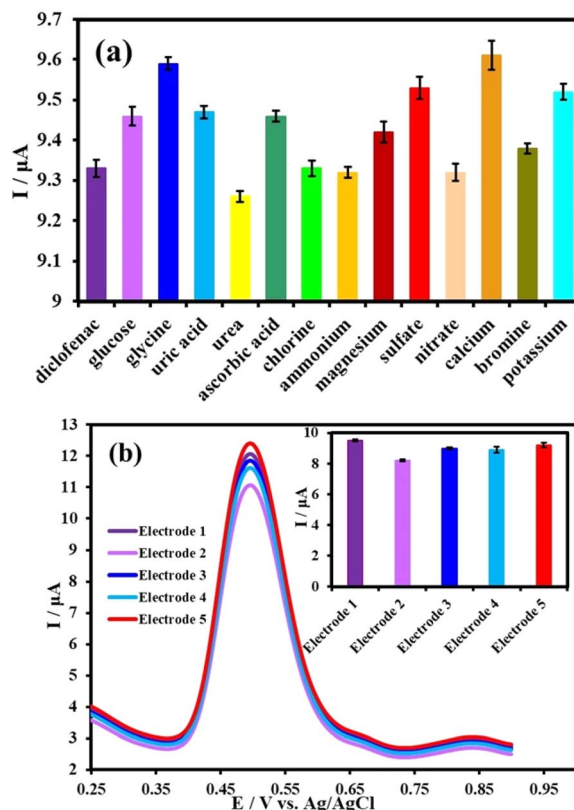 (a)
I / µA
9.7
9.6
9.5
9.4
9.3
9.2
9.1
9
diclofenac
glucose
glycine
uric acid
urea
ascorbic acid
chlorine
ammonium
magnesium
sulfate
nitrate
calcium
bromine
potassium
(b)
I / µA
13
12
11
10
9
8
7
6
5
4
3
2
Electrode 1
Electrode 2
Electrode 3
Electrode 4
Electrode 5
0.25 0.35 0.45 0.55 0.65 0.75 0.85 0.95
E / V vs. Ag/AgCl
I / µA
10
8
6
4
2
0
Electrode 1
Electrode 2
Electrode 3
Electrode 4
Electrode 5